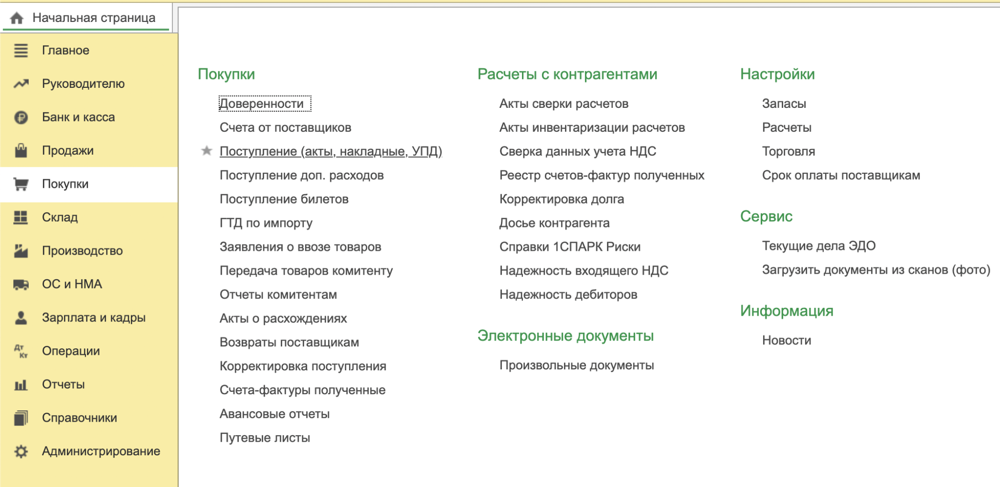 Начальная страница
Главное
Руководителю
Банк и касса
Продажи
Покупки
Склад
Производство
ОС и НМА
Зарплата и кадры
Дт
Кт
Операции
Отчеты
Справочники
Администрирование
Покупки
Доверенности
Счета от поставщиков
Поступление (акты, накладные, УПД)
Поступление доп. расходов
Поступление билетов
ГТД по импорту
Заявления о ввозе товаров
Передача товаров комитенту
Отчеты комитентам
Акты о расхождениях
Возвраты поставщикам
Корректировка поступления
Счета-фактуры полученные
Авансовые отчеты
Путевые листы
Расчеты с контрагентами
Акты сверки расчетов
Акты инвентаризации расчетов
Сверка данных учета НДС
Реестр счетов-фактур полученных
Корректировка долга
Досье контрагента
Справки 1СПАРК Риски
Надежность входящего НДС
Надежность дебиторов
Электронные документы
Произвольные документы
Настройки
Запасы
Расчеты
Торговля
Срок оплаты поставщикам
Сервис
Текущие дела ЭДО
Загрузить документы из сканов (фото)
Информация
Новости